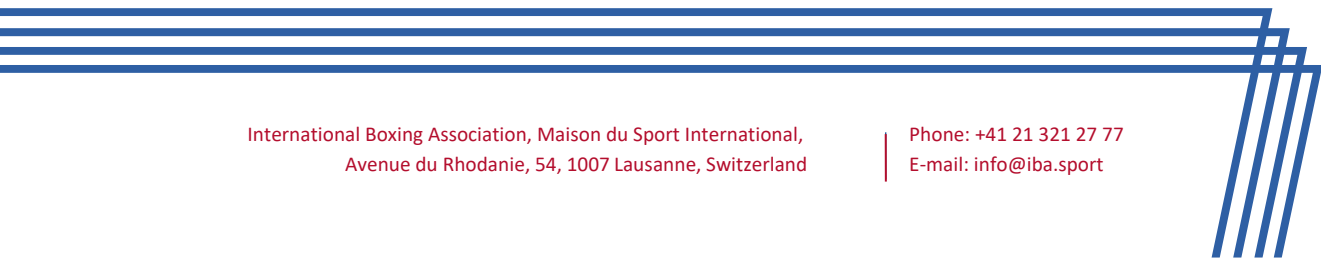 International Boxing Association, Maison du Sport International,
Avenue du Rhodanie, 54, 1007 Lausanne, Switzerland
Phone: +41 21 321 27 77
E-mail: info@iba.sport